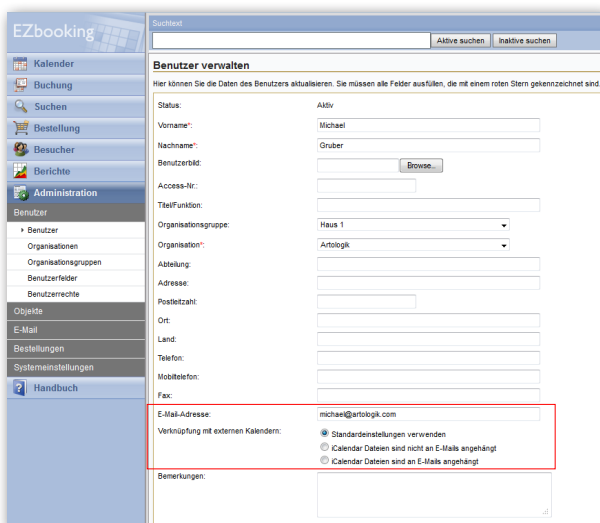 EZbooking
Kalender
Buchung
Suchen
Bestellung
Besucher
Berichte
Administration
Benutzer
Benutzer
Organisationen
Organisationsgruppen
Benutzerfelder
Benutzerrechte
Objekte
E-Mail
Bestellungen
Systemeinstellungen
? Handbuch
Suchtext
Aktive suchen Inaktive suchen
Benutzer verwalten
Hier können Sie die Daten des Benutzers aktualisieren. Sie müssen alle Felder ausfüllen, die mit einem roten Stern gekennzeichnet sind.
Status: Aktiv
Vorname*: Michael
Nachname*: Gruber
Benutzerbild: Browse...
Access-Nr.:
Titel/Funktion:
Organisationsgruppe: Haus 1
Organisation*: Artologik
Abteilung:
Adresse:
Postleitzahl:
Ort:
Land:
Telefon:
Mobiltelefon:
Fax:
E-Mail-Adresse: michael@artologik.com
Verknüpfung mit externen Kalendern: Standardeinstellungen verwenden
iCalendar Dateien sind nicht an E-Mails angehängt
iCalendar Dateien sind an E-Mails angehängt
Bemerkungen: